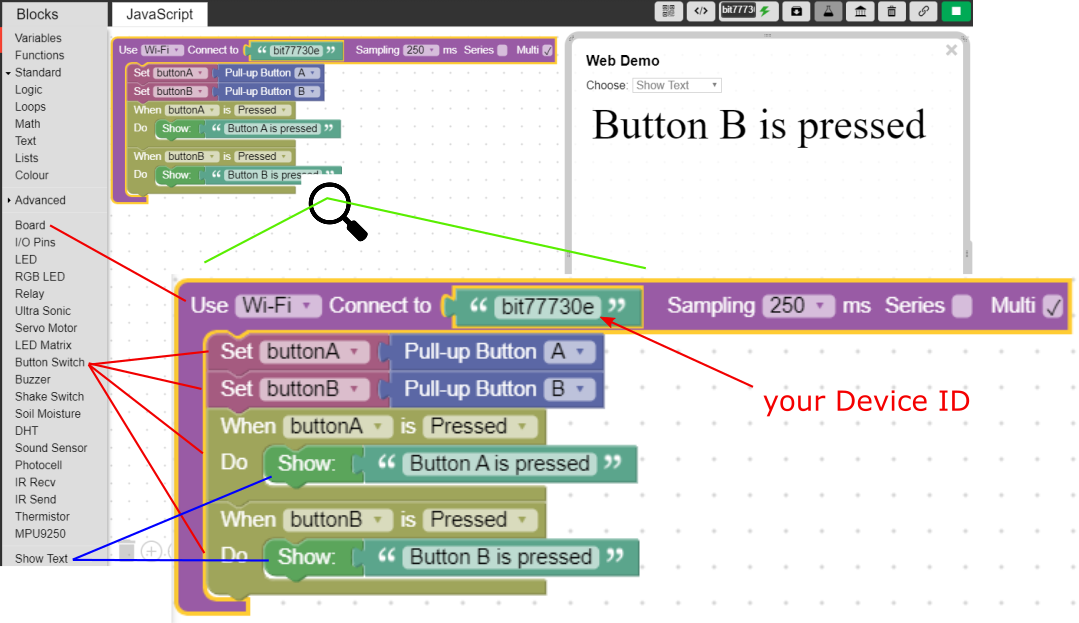 Blocks
JavaScript
bit7773
Variables
Functions
Standard
Logic
Loops
Math
Text
Lists
Colour
Advanced
Board
I/O Pins
LED
RGB LED
Relay
Ultra Sonic
Servo Motor
LED Matrix
Button Switch
Buzzer
Shake Switch
Soil Moisture
DHT
Sound Sensor
Photocell
IR Recv
IR Send
Thermistor
MPU9250
Show Text
Use Wi-Fi Connect to “ bit77730e ” Sampling 250 ms Series Multi ✓
Set buttonA Pull-up Button A
Set buttonB Pull-up Button B
When buttonA is Pressed
Do Show: “ Button A is pressed ”
When buttonB is Pressed
Do Show: “ Button B is pressed ”
Web Demo
Choose: Show Text
Button B is pressed
Use Wi-Fi Connect to “ bit77730e ” Sampling 250 ms Series Multi ✓
Set buttonA Pull-up Button A
Set buttonB Pull-up Button B
When buttonA is Pressed
Do Show: “ Button A is pressed ”
When buttonB is Pressed
Do Show: “ Button B is pressed ”
your Device ID